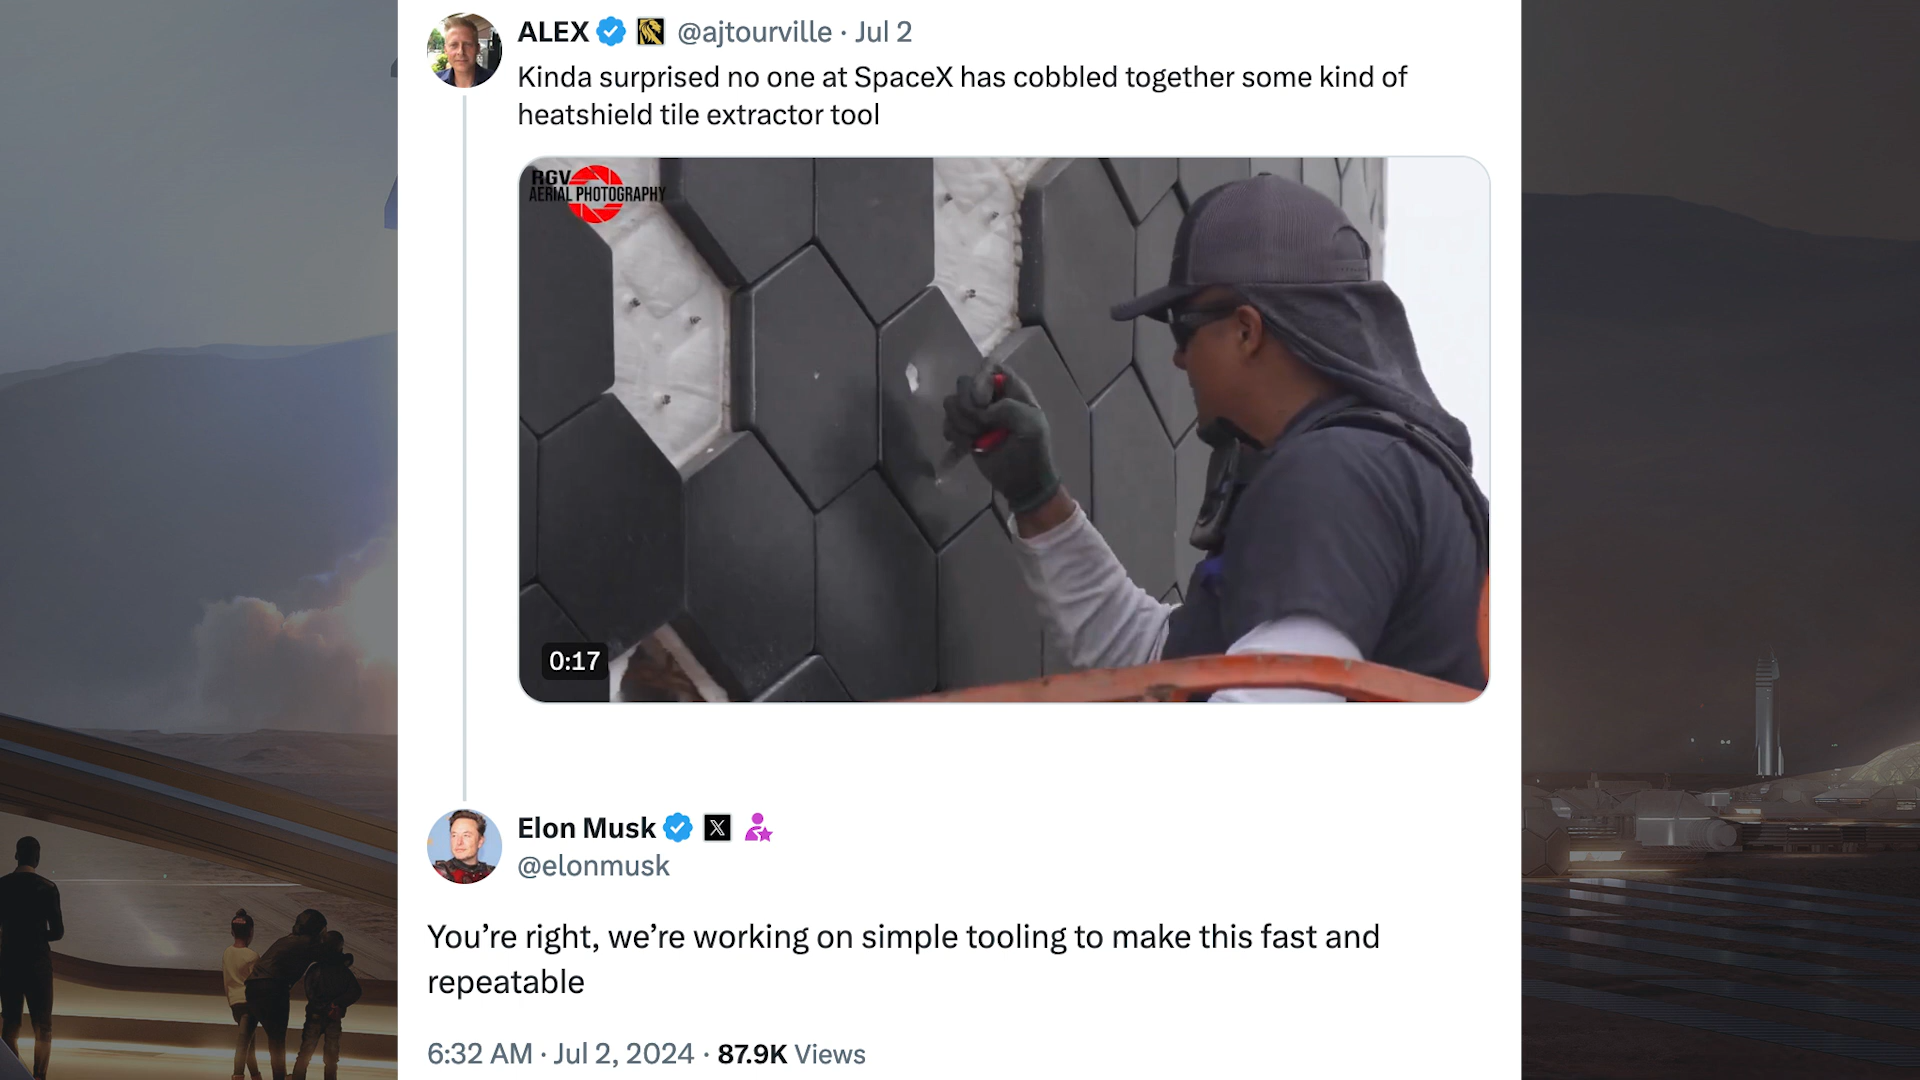 ALEX @ajtourville · Jul 2
Kinda surprised no one at SpaceX has cobbled together some kind of
heatshield tile extractor tool
RGV
AERIAL PHOTOGRAPHY
0:17
Elon Musk X
@elonmusk
You’re right, we’re working on simple tooling to make this fast and
repeatable
6:32 AM · Jul 2, 2024 · 87.9K Views